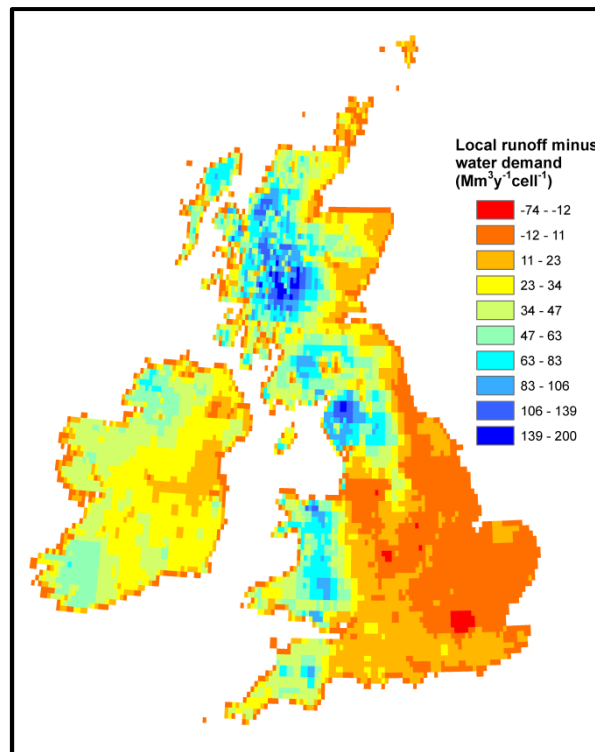 Local runoff minus
water demand
(Mm³y⁻¹cell⁻¹)
-74 - -12
-12 - 11
11 - 23
23 - 34
34 - 47
47 - 63
63 - 83
83 - 106
106 - 139
139 - 200